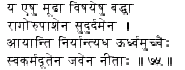 य एषु मूढा विषयेषु बद्धा
रागोरुपाशेन सुदुर्दमेन ।
आयान्ति निर्यान्त्यध ऊर्ध्वमुच्चैः
स्वकर्मदूतेन जवेन नीताः ॥ ७५ ॥